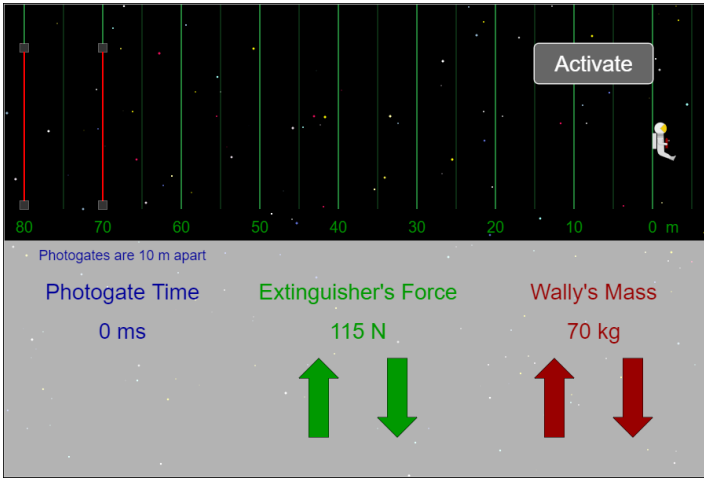 Activate
80 70 60 50 40 30 20 10 0 m
Photogates are 10 m apart
Photogate Time Extinguisher's Force Wally's Mass
0 ms 115 N 70 kg